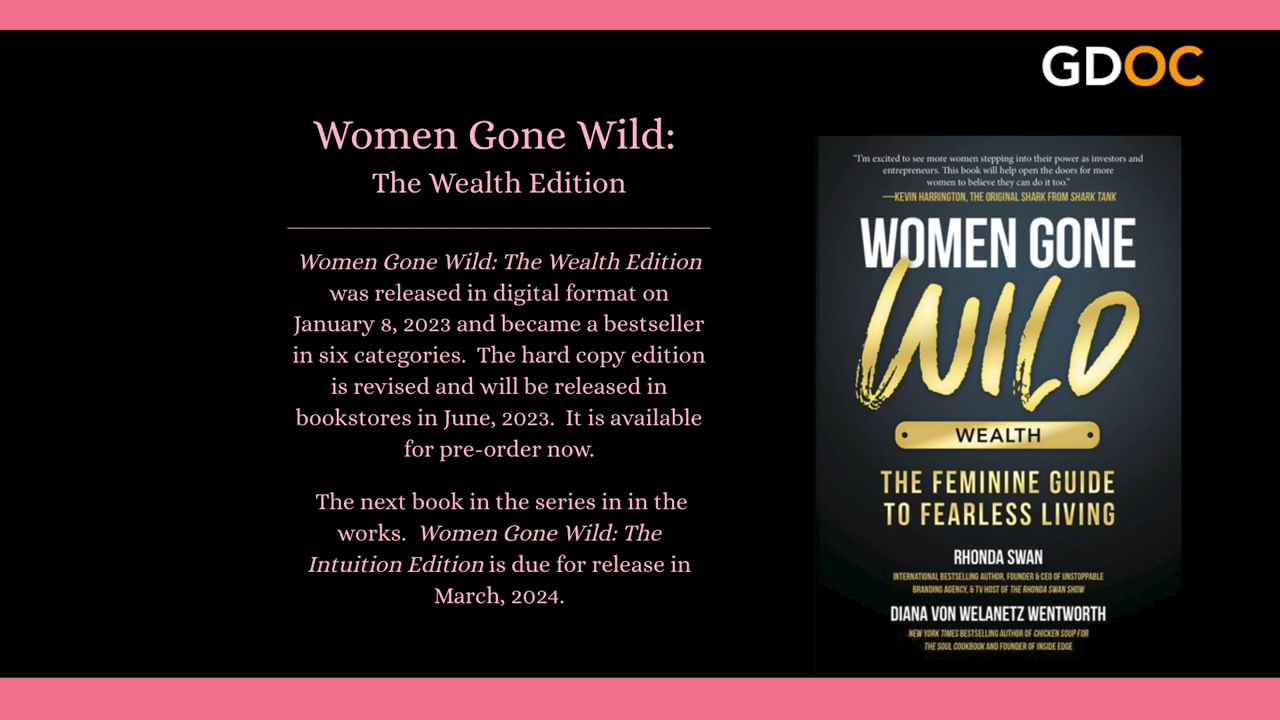 GDOC
Women Gone Wild:
The Wealth Edition
Women Gone Wild: The Wealth Edition
was released in digital format on
January 8, 2023 and became a bestseller
in six categories.  The hard copy edition
is revised and will be released in
bookstores in June, 2023.  It is available
for pre-order now.
The next book in the series in in the
works.  Women Gone Wild: The
Intuition Edition is due for release in
March, 2024.
"I'm excited to see more women stepping into their power as investors and
entrepreneurs. This book will help open the doors for more
women to believe they can do it too."
—KEVIN HARRINGTON, THE ORIGINAL SHARK FROM SHARK TANK
WOMEN GONE
WILD
WEALTH
THE FEMININE GUIDE
TO FEARLESS LIVING
RHONDA SWAN
INTERNATIONAL BESTSELLING AUTHOR, FOUNDER & CEO OF UNSTOPPABLE
BRANDING AGENCY, & TV HOST OF THE RHONDA SWAN SHOW
DIANA VON WELANETZ WENTWORTH
NEW YORK TIMES BESTSELLING AUTHOR OF CHICKEN SOUP FOR
THE SOUL COOKBOOK AND FOUNDER OF INSIDE EDGE